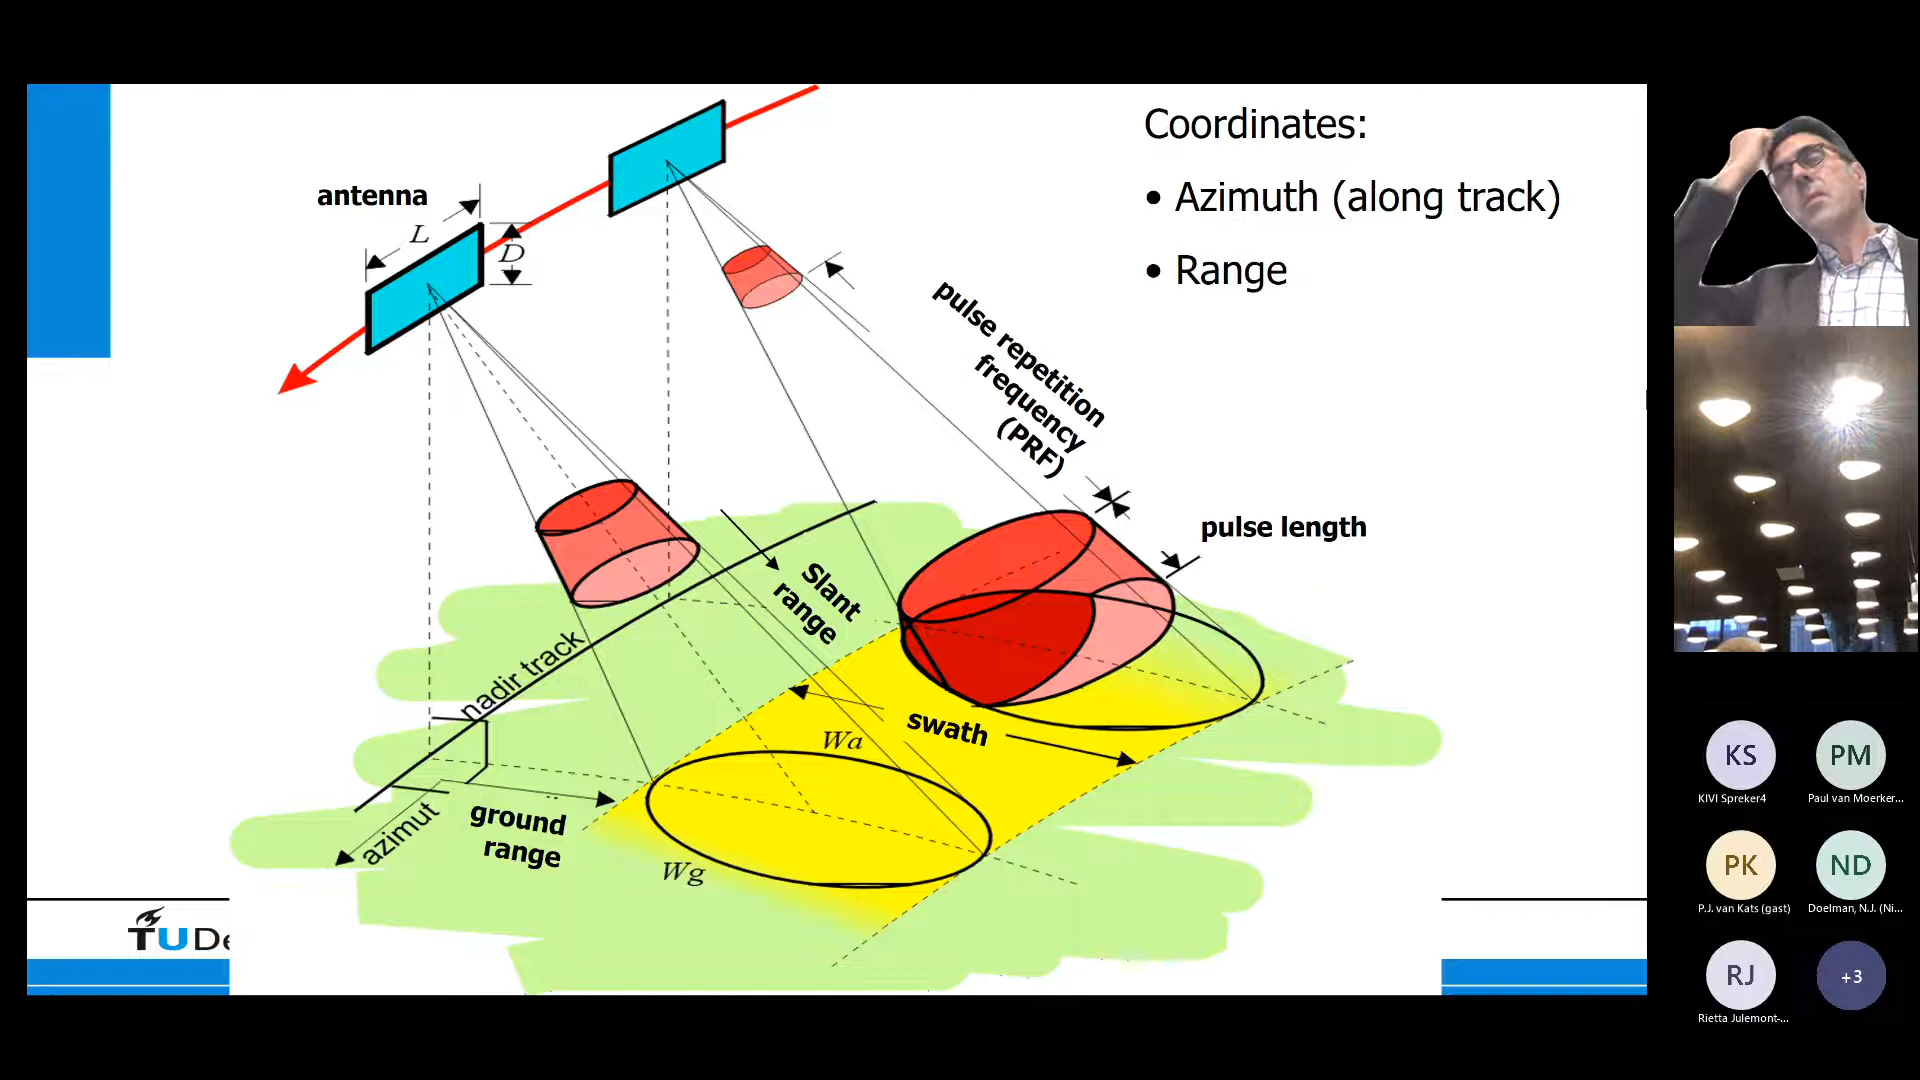 Coordinates:
• Azimuth (along track)
• Range
antenna
L
D
pulse repetition
frequency
(PRF)
pulse length
Slant
range
nadir track
swath
Wa
ground
range
azimut
Wg
TUDe
KS
KIVI Spreker4
PM
Paul van Moerker...
PK
P.J. van Kats (gast)
ND
Doelman, N.J. (Ni...
RJ
Rietta Julemont-...
+3